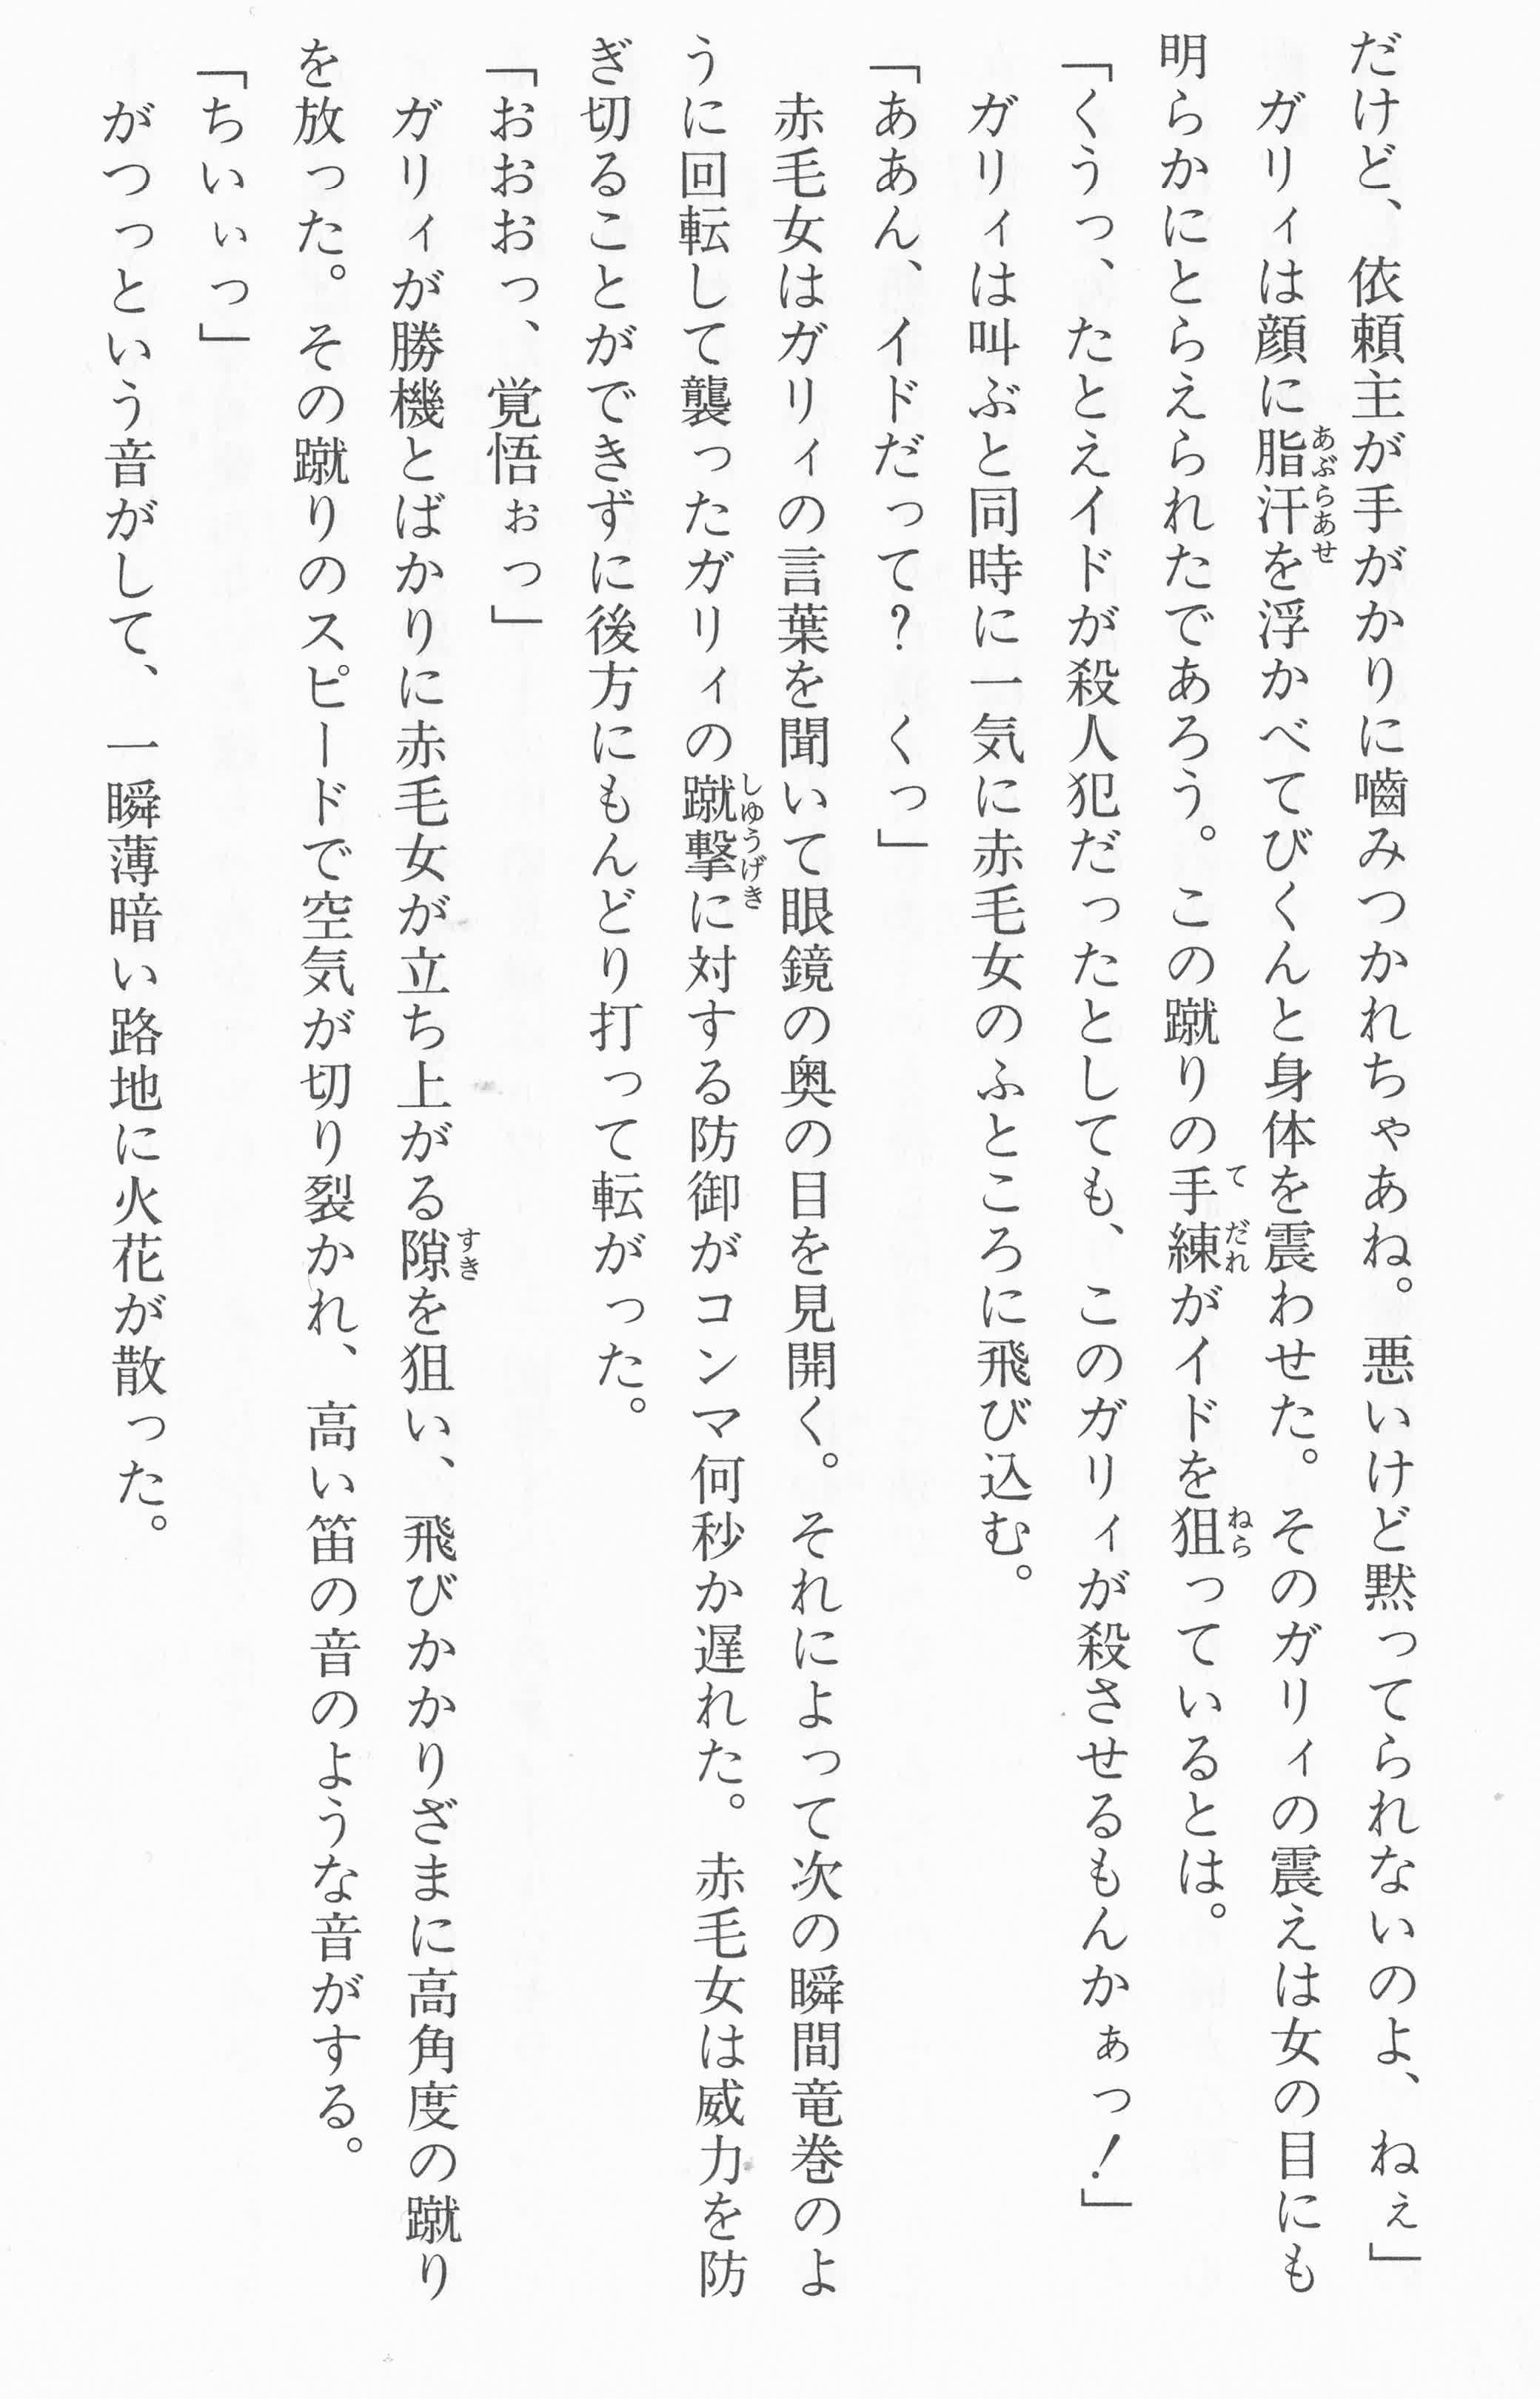 だけど、依頼主が手がかりに嚙みつかれちゃあね。悪いけど黙ってられないのよ、ねぇ」
　ガリィは顔に脂汗を浮かべてびくんと身体を震わせた。そのガリィの震えは女の目にも
明らかにとらえられたであろう。この蹴りの手練がイドを狙っているとは。
「くうっ、たとえイドが殺人犯だったとしても、このガリィが殺させるもんかぁっ！」
　ガリィは叫ぶと同時に一気に赤毛女のふところに飛び込む。
「ああん、イドだって？　くっ」
　赤毛女はガリィの言葉を聞いて眼鏡の奥の目を見開く。それによって次の瞬間竜巻のよ
うに回転して襲ったガリィの蹴撃に対する防御がコンマ何秒か遅れた。赤毛女は威力を防
ぎ切ることができずに後方にもんどり打って転がった。
「おおおっ、覚悟ぉっ」
　ガリィが勝機とばかりに赤毛女が立ち上がる隙を狙い、飛びかかりざまに高角度の蹴り
を放った。その蹴りのスピードで空気が切り裂かれ、高い笛の音のような音がする。
「ちいぃっ」
　がつっという音がして、一瞬薄暗い路地に火花が散った。